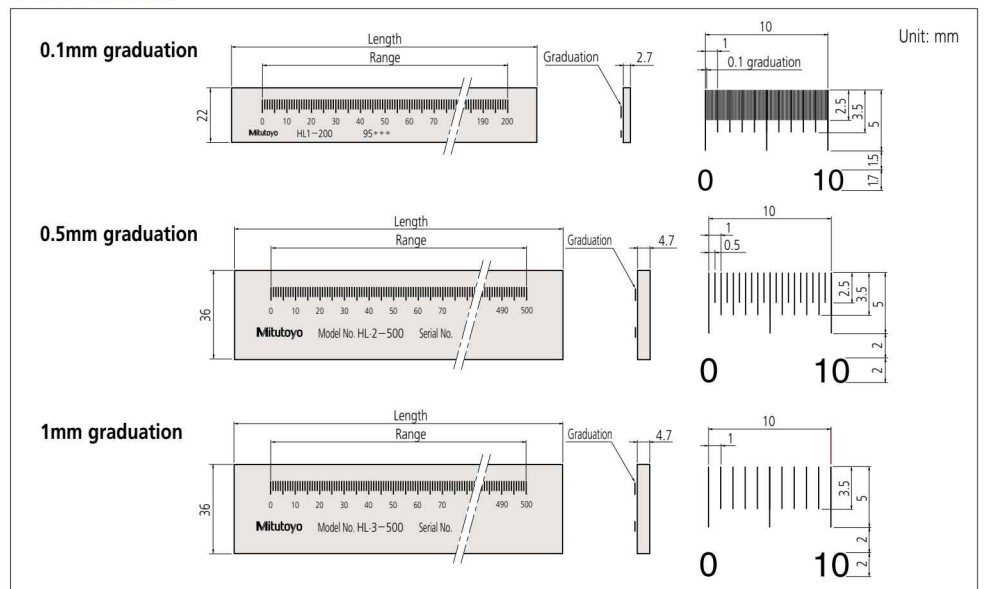 Unit: mm
0.1mm graduation
Length
Range
22
0 10 20 30 40 50 60 70 190 200
Mitutoyo HL1-200 95***
Graduation
2.7
10
1
0.1 graduation
2.5
3.5
5
1.5
1.7
0 10
0.5mm graduation
Length
Range
36
0 10 20 30 40 50 60 70 490 500
Mitutoyo Model No. HL-2-500 Serial No.
Graduation
4.7
10
1
0.5
2.5
3.5
5
2
2
0 10
1mm graduation
Length
Range
36
0 10 20 30 40 50 60 70 490 500
Mitutoyo Model No. HL-3-500 Serial No.
Graduation
4.7
10
1
3.5
5
2
2
0 10